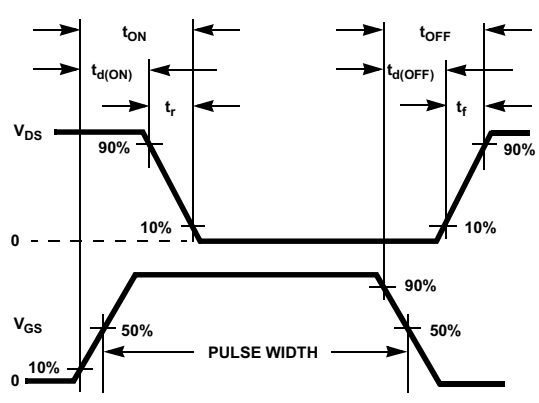 tON tOFF
td(ON) td(OFF)
tr tf
VDS
90% 90%
10% 10%
0
90%
VGS 50% 50%
PULSE WIDTH
10%
0